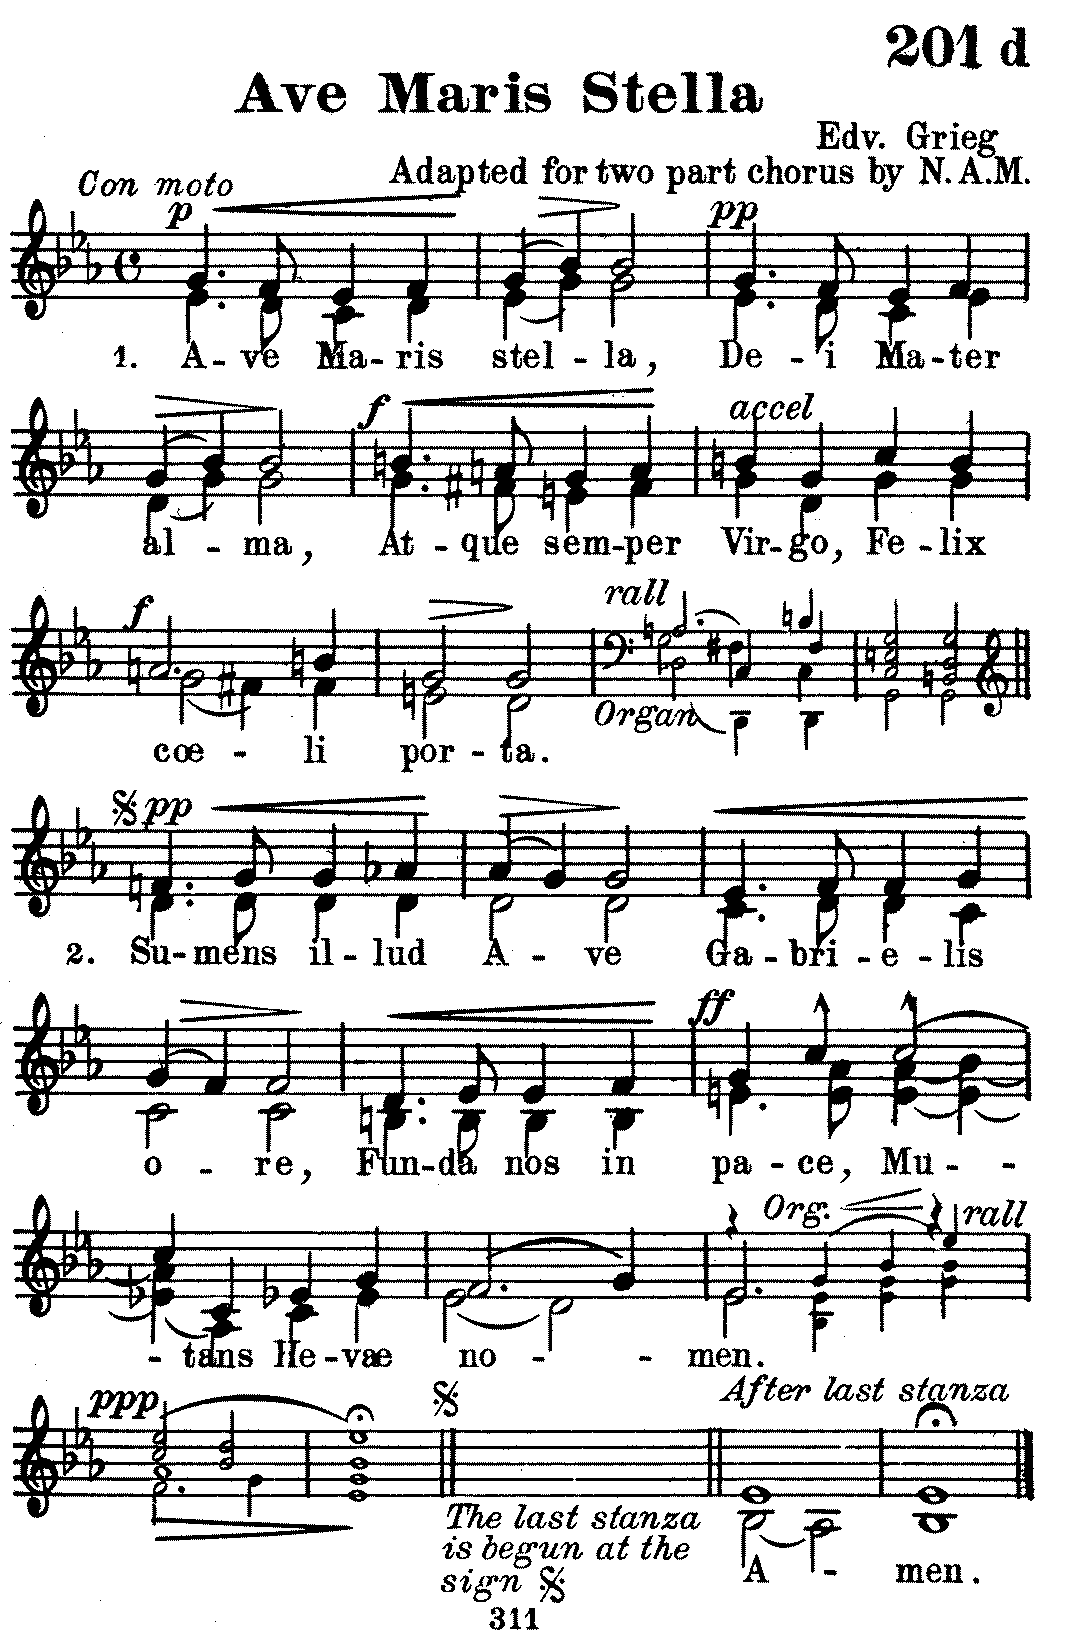 201 d
Ave Maris Stella
Edv. Grieg
Con moto
Adapted for two part chorus by N. A. M.
p pp
1. A - ve Ma - ris stel - la, De - i Ma - ter
f accel
al - ma, At - que sem - per Vir - go, Fe - lix
f rall
Organ
cœ - li por - ta.
pp
2. Su - mens il - lud A - ve Ga - bri - e - lis
ff
o - re, Fun - da nos in pa - ce, Mu - -
Org. rall
- tans He - væ no - - men.
ppp After last stanza
The last stanza
is begun at the
sign
A - men.
311